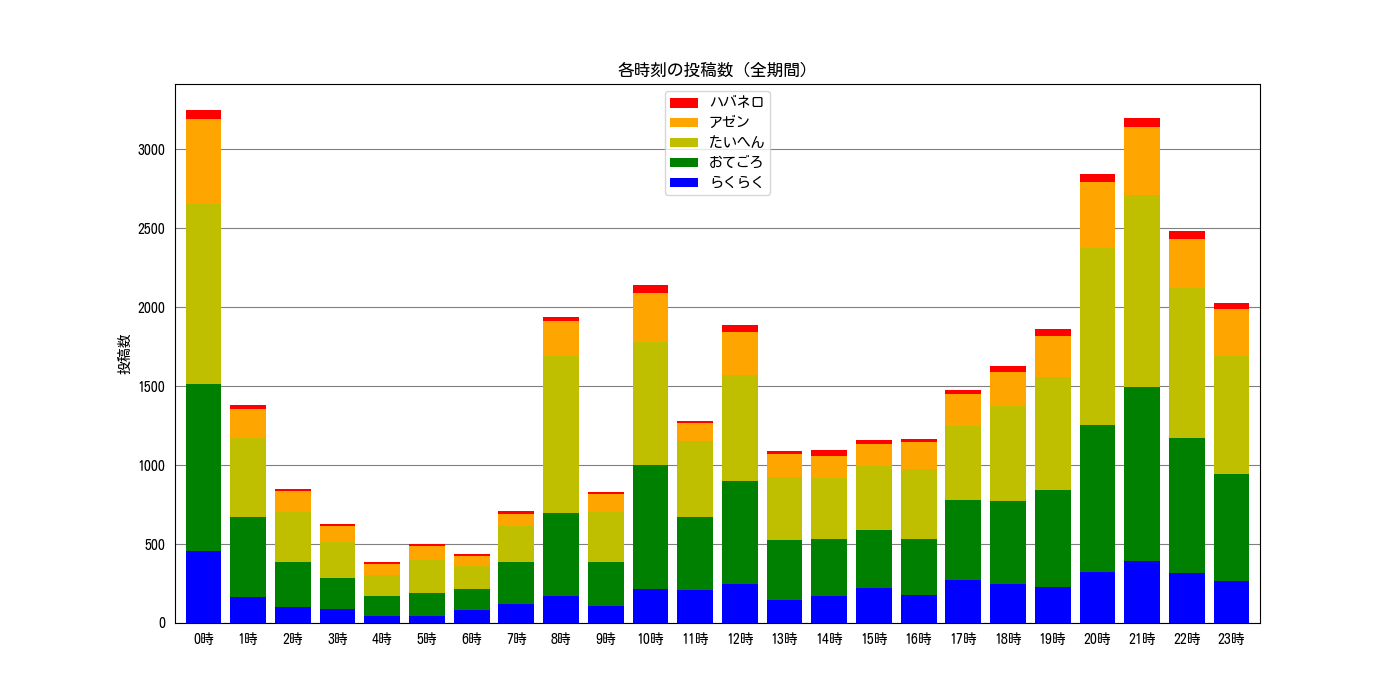 各時刻の投稿数（全期間）
ハバネロ
アゼン
たいへん
おてごろ
らくらく
投稿数
3000
2500
2000
1500
1000
500
0
0時 1時 2時 3時 4時 5時 6時 7時 8時 9時 10時 11時 12時 13時 14時 15時 16時 17時 18時 19時 20時 21時 22時 23時